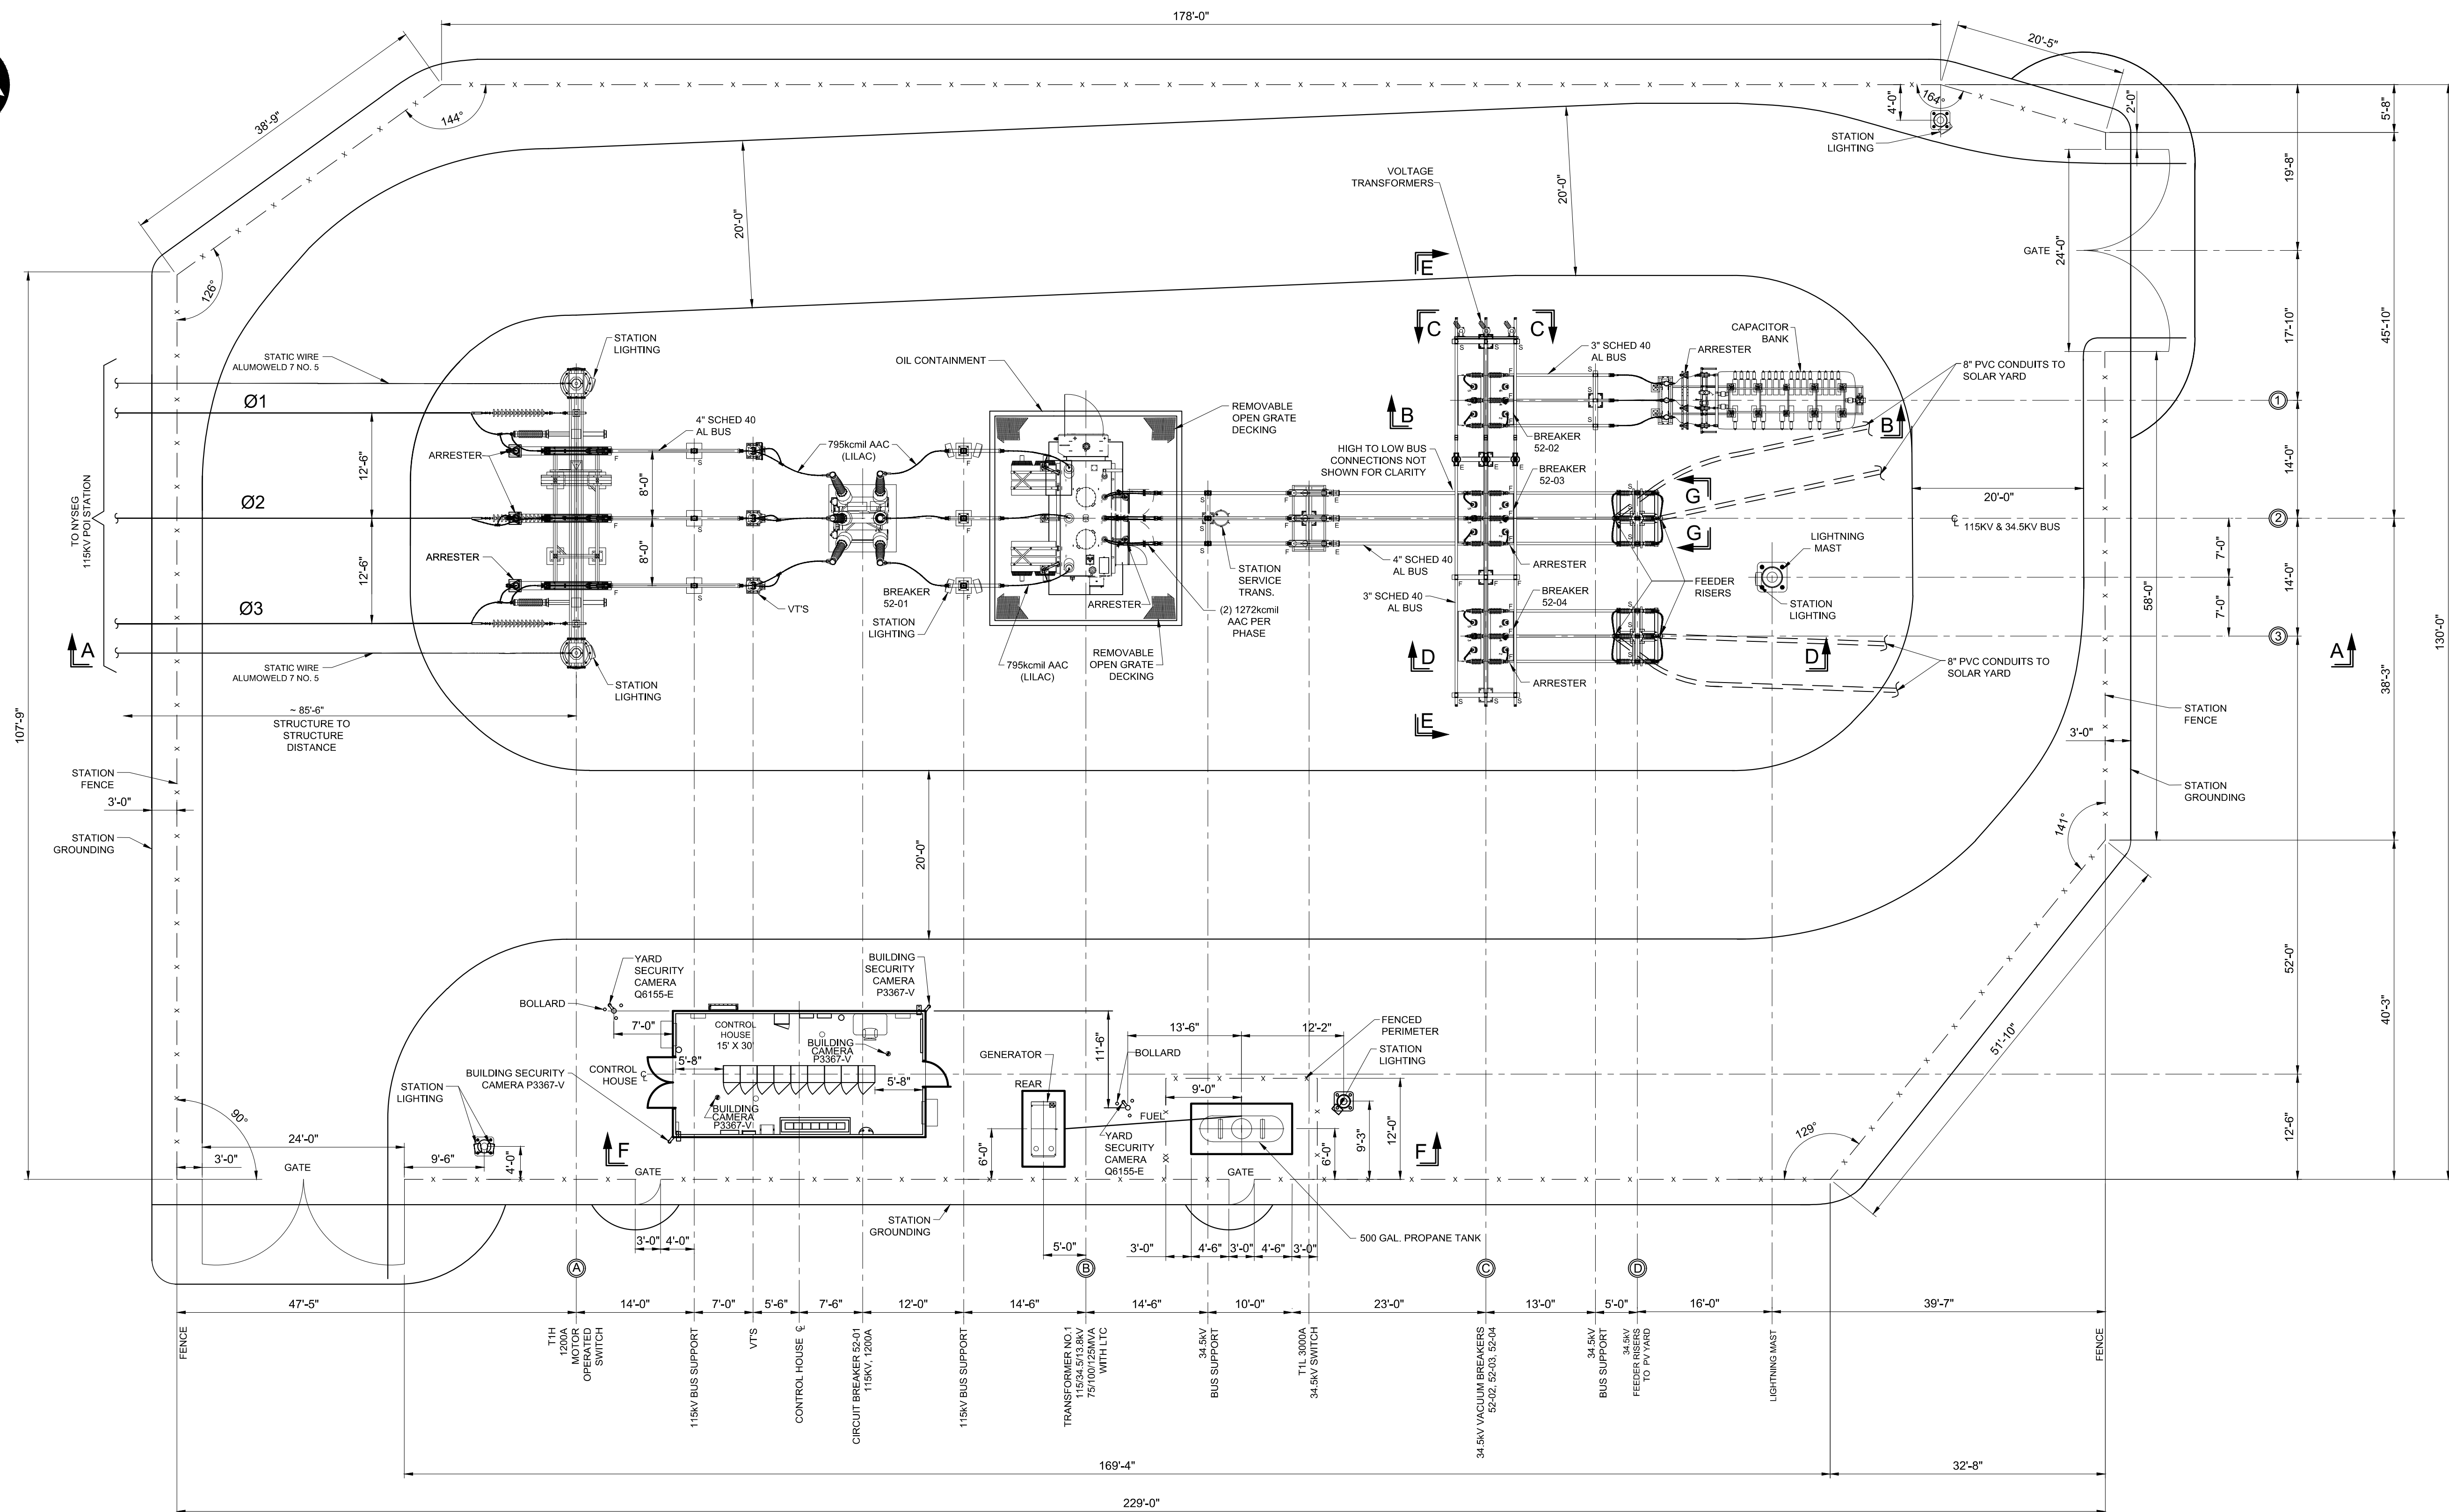 178'-0"
20'-5"
38'-9"
144°
164°
4'-0"
2'-0"
5'-8"
STATION
LIGHTING
19'-8"
126°
20'-0"
20'-0"
VOLTAGE
TRANSFORMERS
GATE
24'-0"
17'-10"
45'-10"
E
C
C
STATION
LIGHTING
STATIC WIRE
ALUMOWELD 7 NO. 5
OIL CONTAINMENT
3" SCHED 40
AL BUS
ARRESTER
CAPACITOR
BANK
8" PVC CONDUITS TO
SOLAR YARD
Ø1
4" SCHED 40
AL BUS
REMOVABLE
OPEN GRATE
DECKING
B
B
1
ARRESTER
795kcmil AAC
(LILAC)
BREAKER
52-02
HIGH TO LOW BUS
CONNECTIONS NOT
SHOWN FOR CLARITY
BREAKER
52-03
12'-6"
8'-0"
14'-0"
TO NYSEG
115KV POI STATION
Ø2
G
G
20'-0"
℄ 115KV & 34.5KV BUS
2
LIGHTNING
MAST
7'-0"
ARRESTER
12'-6"
8'-0"
BREAKER
52-01
STATION
SERVICE
TRANS.
4" SCHED 40
AL BUS
ARRESTER
FEEDER
RISERS
14'-0"
58'-0"
130'-0"
VT'S
STATION
LIGHTING
ARRESTER
(2) 1272kcmil
AAC PER
PHASE
3" SCHED 40
AL BUS
BREAKER
52-04
STATION
LIGHTING
7'-0"
Ø3
3
A
795kcmil AAC
(LILAC)
REMOVABLE
OPEN GRATE
DECKING
D
D
A
STATIC WIRE
ALUMOWELD 7 NO. 5
STATION
LIGHTING
ARRESTER
8" PVC CONDUITS TO
SOLAR YARD
38'-3"
~ 85'-6"
STRUCTURE TO
STRUCTURE
DISTANCE
E
STATION
FENCE
3'-0"
107'-9"
STATION
FENCE
3'-0"
STATION
GROUNDING
STATION
GROUNDING
141°
20'-0"
YARD
SECURITY
CAMERA
Q6155-E
BUILDING
SECURITY
CAMERA
P3367-V
52'-0"
40'-3"
BOLLARD
7'-0"
CONTROL
HOUSE
15' X 30'
BUILDING
CAMERA
P3367-V
11'-6"
13'-6"
12'-2"
FENCED
PERIMETER
51'-10"
GENERATOR
BOLLARD
STATION
LIGHTING
5'-8"
CONTROL
HOUSE ℄
BUILDING SECURITY
CAMERA P3367-V
5'-8"
REAR
9'-0"
STATION
LIGHTING
BUILDING
CAMERA
P3367-V
FUEL
90°
24'-0"
3'-0"
GATE
9'-6"
4'-0"
F
GATE
6'-0"
YARD
SECURITY
CAMERA
Q6155-E
GATE
6'-0"
9'-3"
12'-0"
F
129°
12'-6"
STATION
GROUNDING
3'-0"
4'-0"
5'-0"
3'-0"
4'-6"
3'-0"
4'-6"
3'-0"
500 GAL. PROPANE TANK
A
B
C
D
47'-5"
14'-0"
7'-0"
5'-6"
7'-6"
12'-0"
14'-6"
14'-6"
10'-0"
23'-0"
13'-0"
5'-0"
16'-0"
39'-7"
FENCE
T1H
1200A
MOTOR
OPERATED
SWITCH
115kV BUS SUPPORT
VT'S
CONTROL HOUSE ℄
CIRCUIT BREAKER 52-01
115KV, 1200A
115kV BUS SUPPORT
TRANSFORMER NO.1
115/34.5/13.8kV
75/100/125MVA
WITH LTC
34.5kV
BUS SUPPORT
T1L 3000A
34.5kV SWITCH
34.5kV VACUUM BREAKERS
52-02, 52-03, 52-04
34.5kV
BUS SUPPORT
34.5kV
FEEDER RISERS
TO PV YARD
LIGHTNING MAST
FENCE
169'-4"
32'-8"
229'-0"